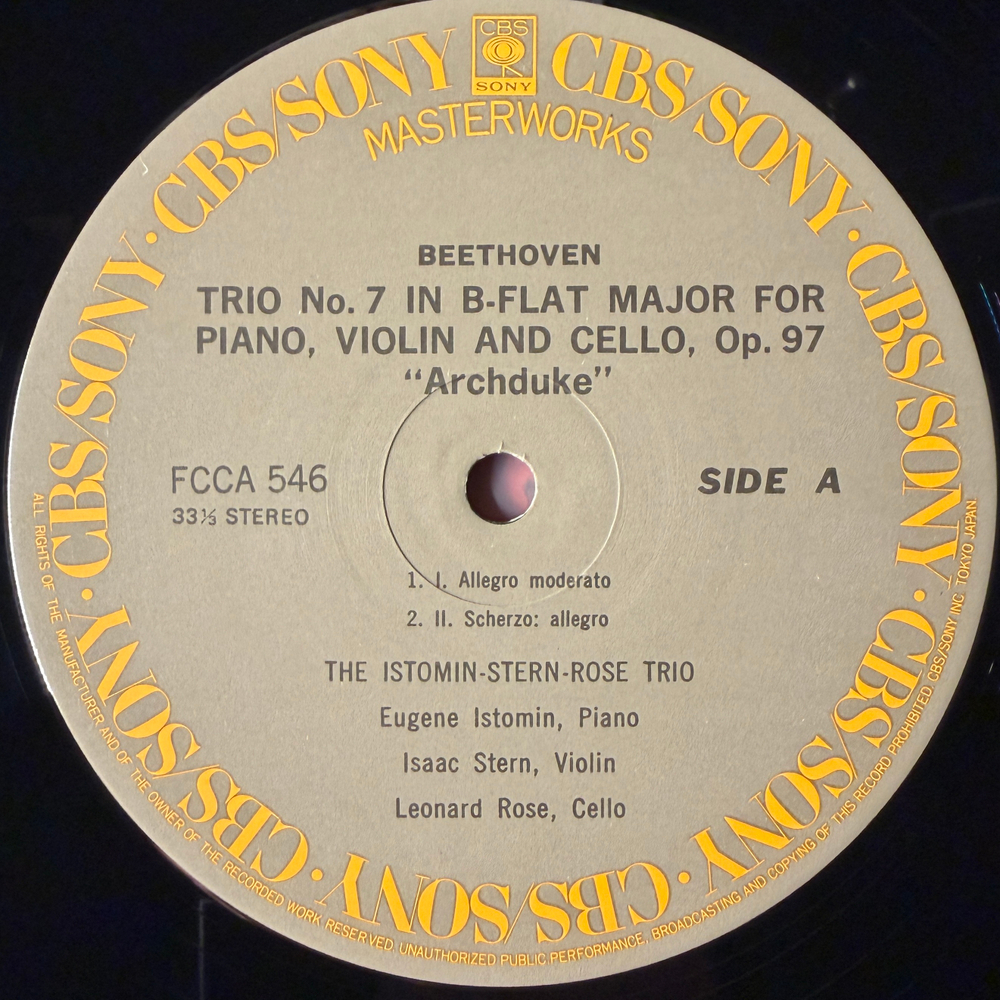 CBS
SONY
CBS/SONY · CBS/SONY · CBS/SONY · CBS/SONY · CBS/SONY · CBS/SONY · CBS/SONY · CBS/SONY
MASTERWORKS
BEETHOVEN
TRIO No. 7 IN B-FLAT MAJOR FOR
PIANO, VIOLIN AND CELLO, Op. 97
“Archduke”
FCCA 546
33⅓ STEREO
SIDE A
1. I. Allegro moderato
2. II. Scherzo: allegro
THE ISTOMIN-STERN-ROSE TRIO
Eugene Istomin, Piano
Isaac Stern, Violin
Leonard Rose, Cello
ALL RIGHTS OF THE MANUFACTURER AND OF THE OWNER OF THE RECORDED WORK RESERVED. UNAUTHORIZED PUBLIC PERFORMANCE, BROADCASTING AND COPYING OF THIS RECORD PROHIBITED CBS/SONY INC. TOKYO JAPAN